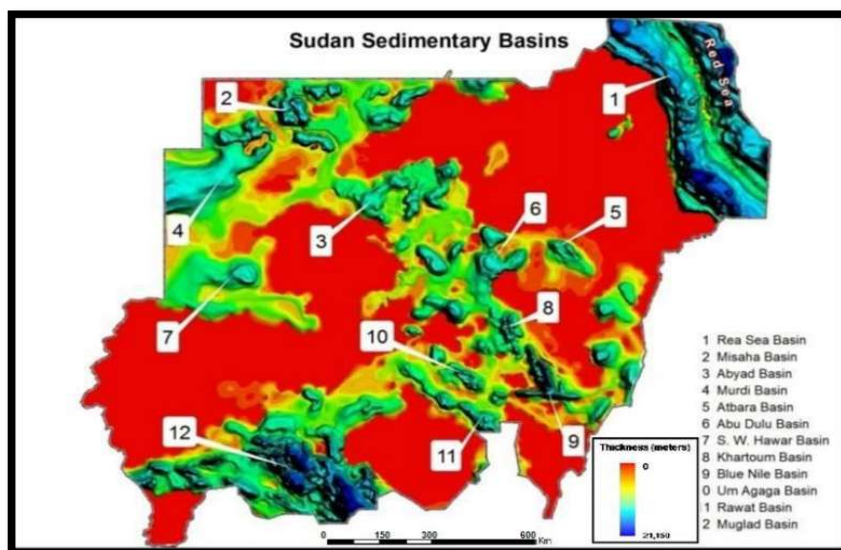 Sudan Sedimentary Basins
Red Sea
1
2
3
4
5
6
7
8
9
10
11
12
1 Rea Sea Basin
2 Misaha Basin
3 Abyad Basin
4 Murdi Basin
5 Atbara Basin
6 Abu Dulu Basin
7 S. W. Hawar Basin
8 Khartoum Basin
9 Blue Nile Basin
0 Um Agaga Basin
1 Rawat Basin
2 Muglad Basin
Thickness (meters)
0
21,150
0 150 300 600
Km